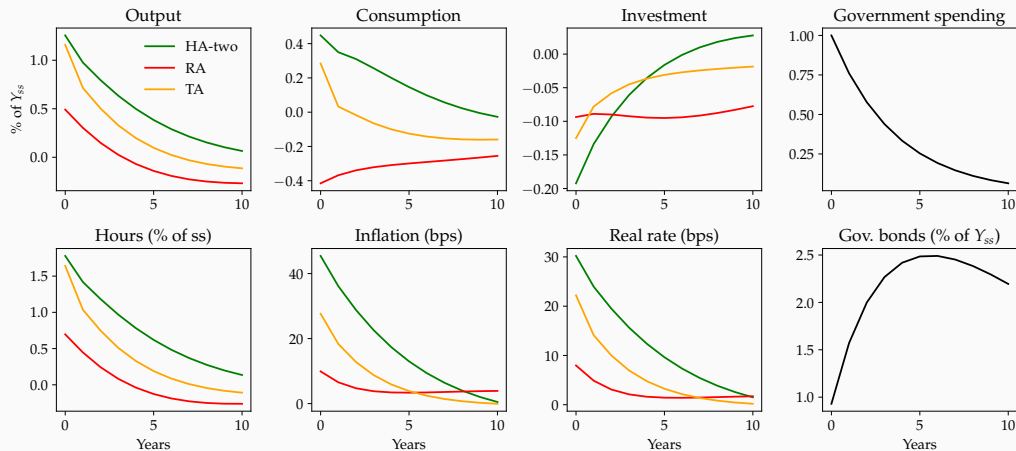 Output
Consumption
Investment
Government spending
% of Y_ss
1.0
0.5
0.0
HA-two
RA
TA
0 5 10
0.4
0.2
0.0
−0.2
−0.4
0 5 10
0.00
−0.05
−0.10
−0.15
−0.20
0 5 10
1.00
0.75
0.50
0.25
0 5 10
Hours (% of ss)
Inflation (bps)
Real rate (bps)
Gov. bonds (% of Y_ss)
1.5
1.0
0.5
0.0
0 5 10
Years
40
20
0
0 5 10
Years
30
20
10
0
0 5 10
Years
2.5
2.0
1.5
1.0
0 5 10
Years